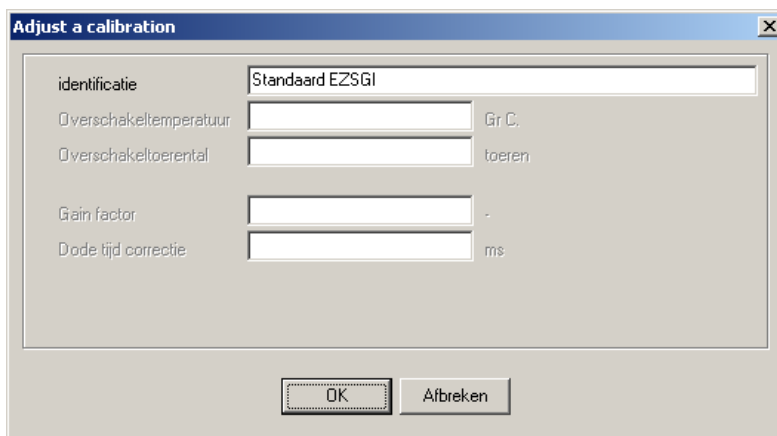 Adjust a calibration
identificatie Standaard EZSGI
Overschakeltemperatuur Gr C.
Overschakeltoerental toeren
Gain factor -
Dode tijd correctie ms
OK Afbreken